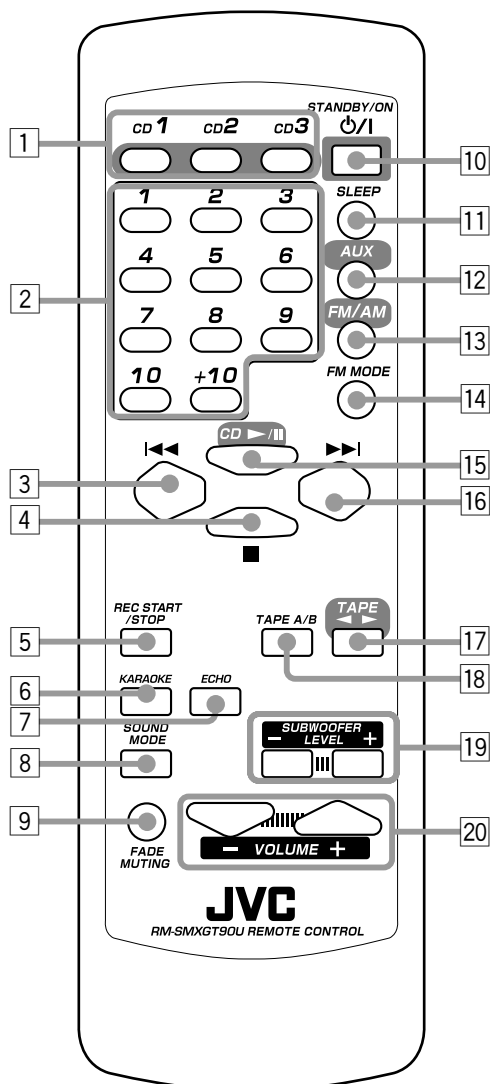 STANDBY/ON
CD 1 CD2 CD3
⏻/I
1
10
SLEEP
11
1 2 3
AUX
12
4 5 6
2
FM/AM
13
7 8 9
FM MODE
14
10 +10
CD ►/II
15
I◄◄ ►►I
3
16
4
■
REC START
/STOP
5
TAPE A/B
18
TAPE
◄ ►
17
KARAOKE
6
ECHO
7
SOUND
MODE
8
SUBWOOFER
– LEVEL +
19
9
FADE
MUTING
– VOLUME +
20
JVC
RM-SMXGT90U REMOTE CONTROL